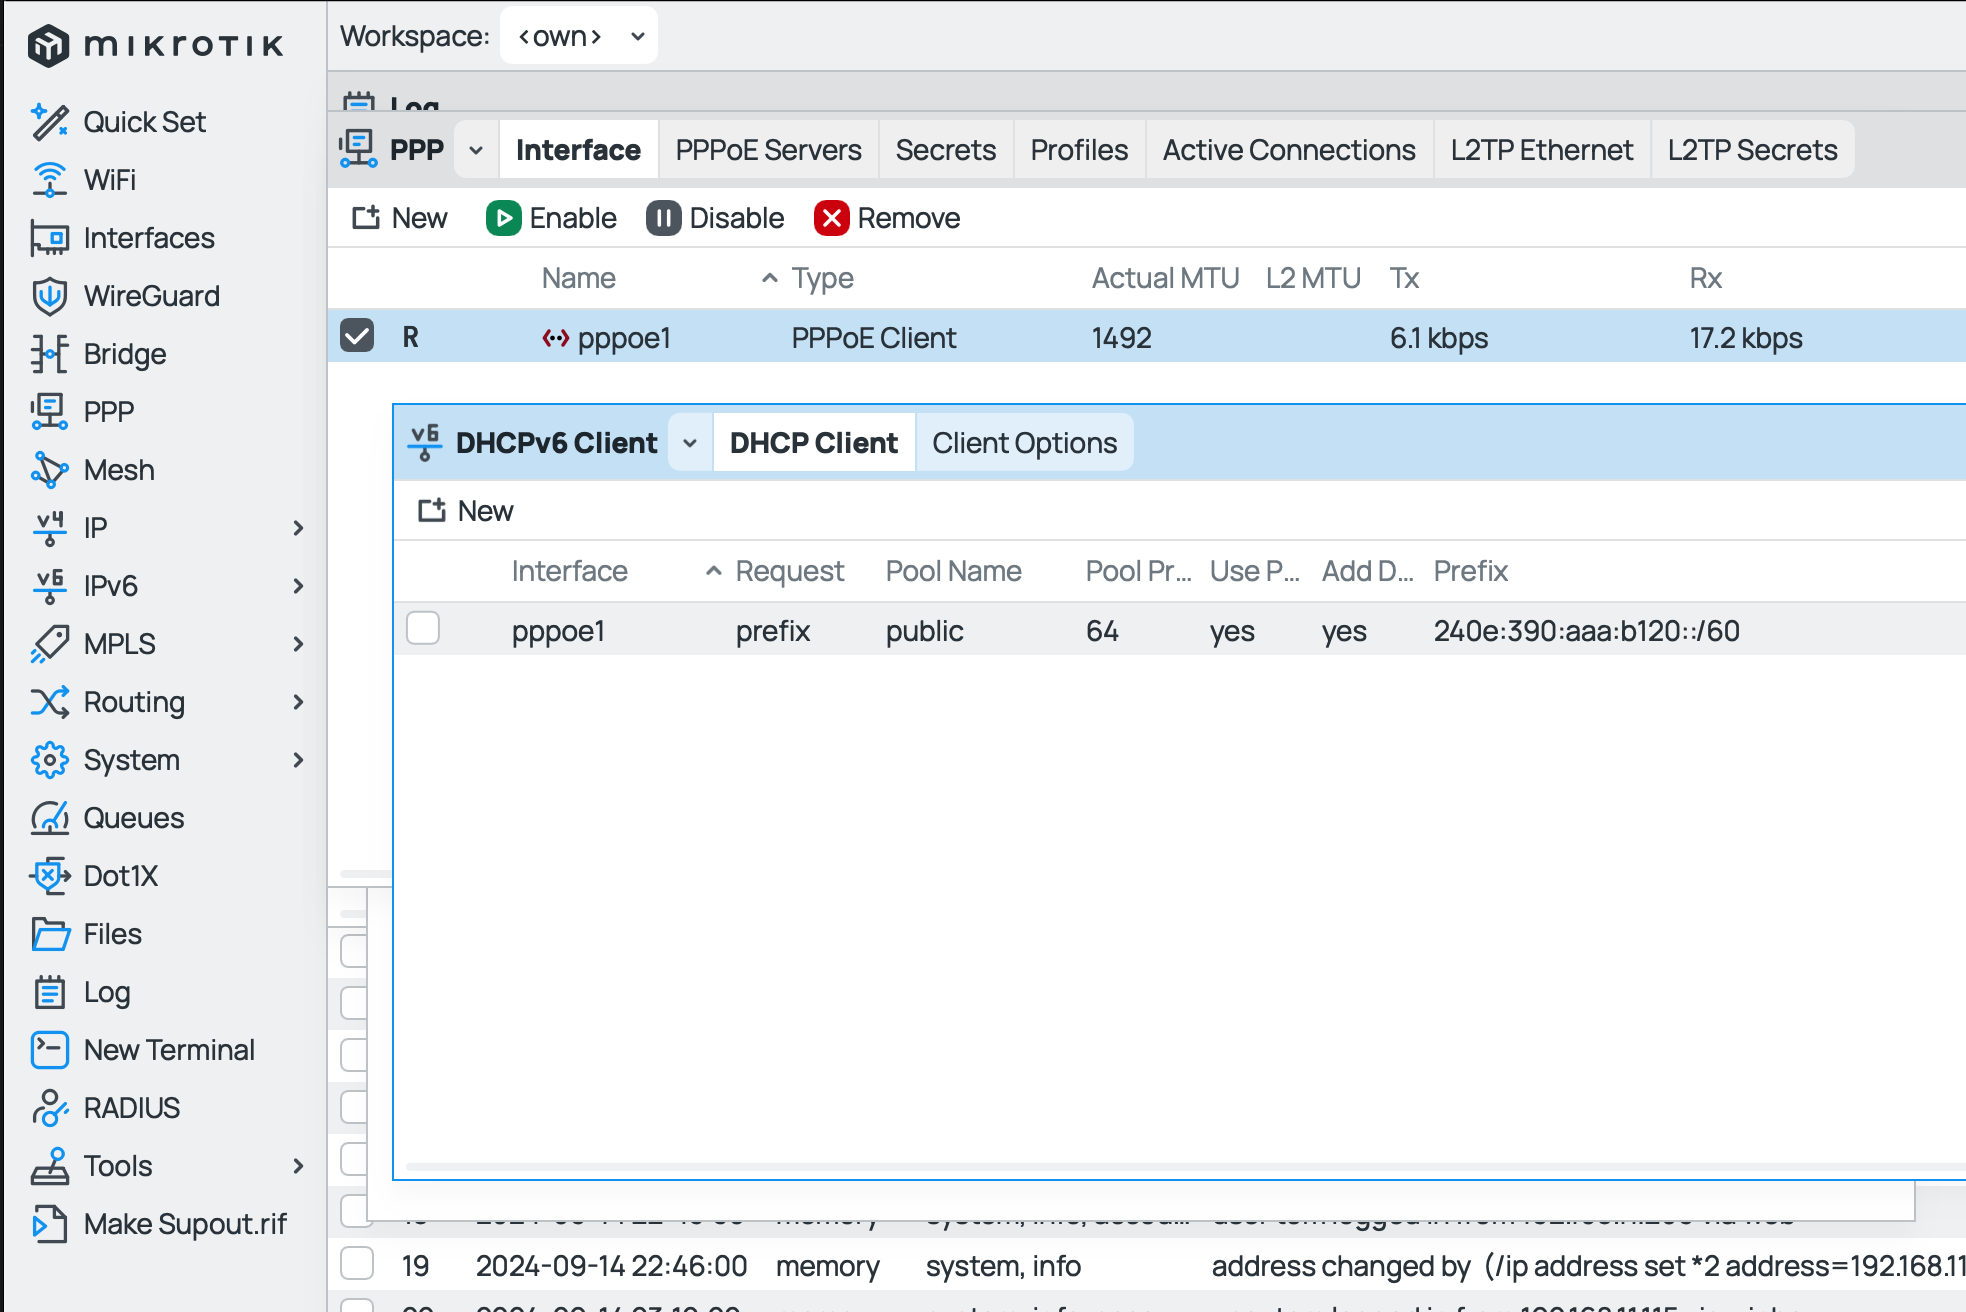 MikroTik
Workspace: <own>
Quick Set
WiFi
Interfaces
WireGuard
Bridge
PPP
Mesh
IP
IPv6
MPLS
Routing
System
Queues
Dot1X
Files
Log
New Terminal
RADIUS
Tools
Make Supout.rif
Log
PPP Interface PPPoE Servers Secrets Profiles Active Connections L2TP Ethernet L2TP Secrets
New Enable Disable Remove
Name Type Actual MTU L2 MTU Tx Rx
R pppoe1 PPPoE Client 1492 6.1 kbps 17.2 kbps
DHCPv6 Client DHCP Client Client Options
New
Interface Request Pool Name Pool Pr... Use P... Add D... Prefix
pppoe1 prefix public 64 yes yes 240e:390:aaa:b120::/60
19 2024-09-14 22:46:00 memory system, info address changed by (/ip address set *2 address=192.168.11